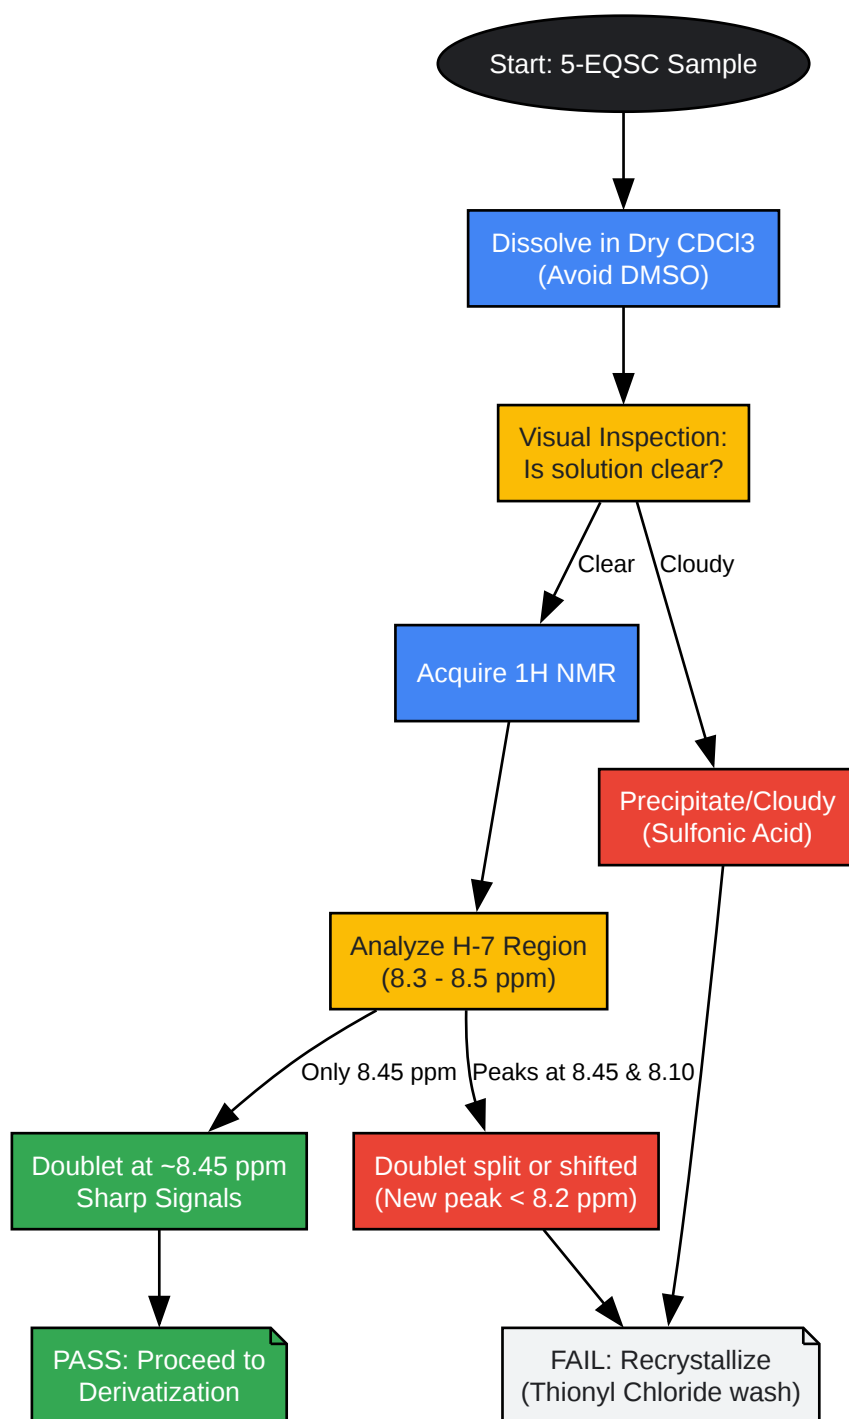 Start: 5-EQSC Sample
Dissolve in Dry CDCl3
(Avoid DMSO)
Visual Inspection:
Is solution clear?
Clear
Cloudy
Acquire 1H NMR
Precipitate/Cloudy
(Sulfonic Acid)
Analyze H-7 Region
(8.3 - 8.5 ppm)
Only 8.45 ppm
Peaks at 8.45 & 8.10
Doublet at ~8.45 ppm
Sharp Signals
Doublet split or shifted
(New peak < 8.2 ppm)
PASS: Proceed to
Derivatization
FAIL: Recrystallize
(Thionyl Chloride wash)